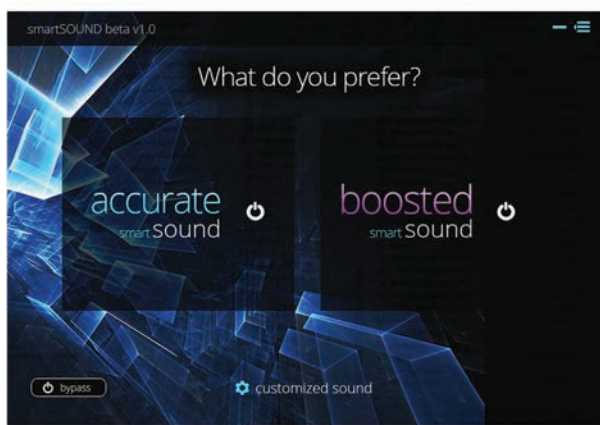 smartSOUND beta v1.0
What do you prefer?
accurate
smart sound
boosted
smart sound
bypass
customized sound